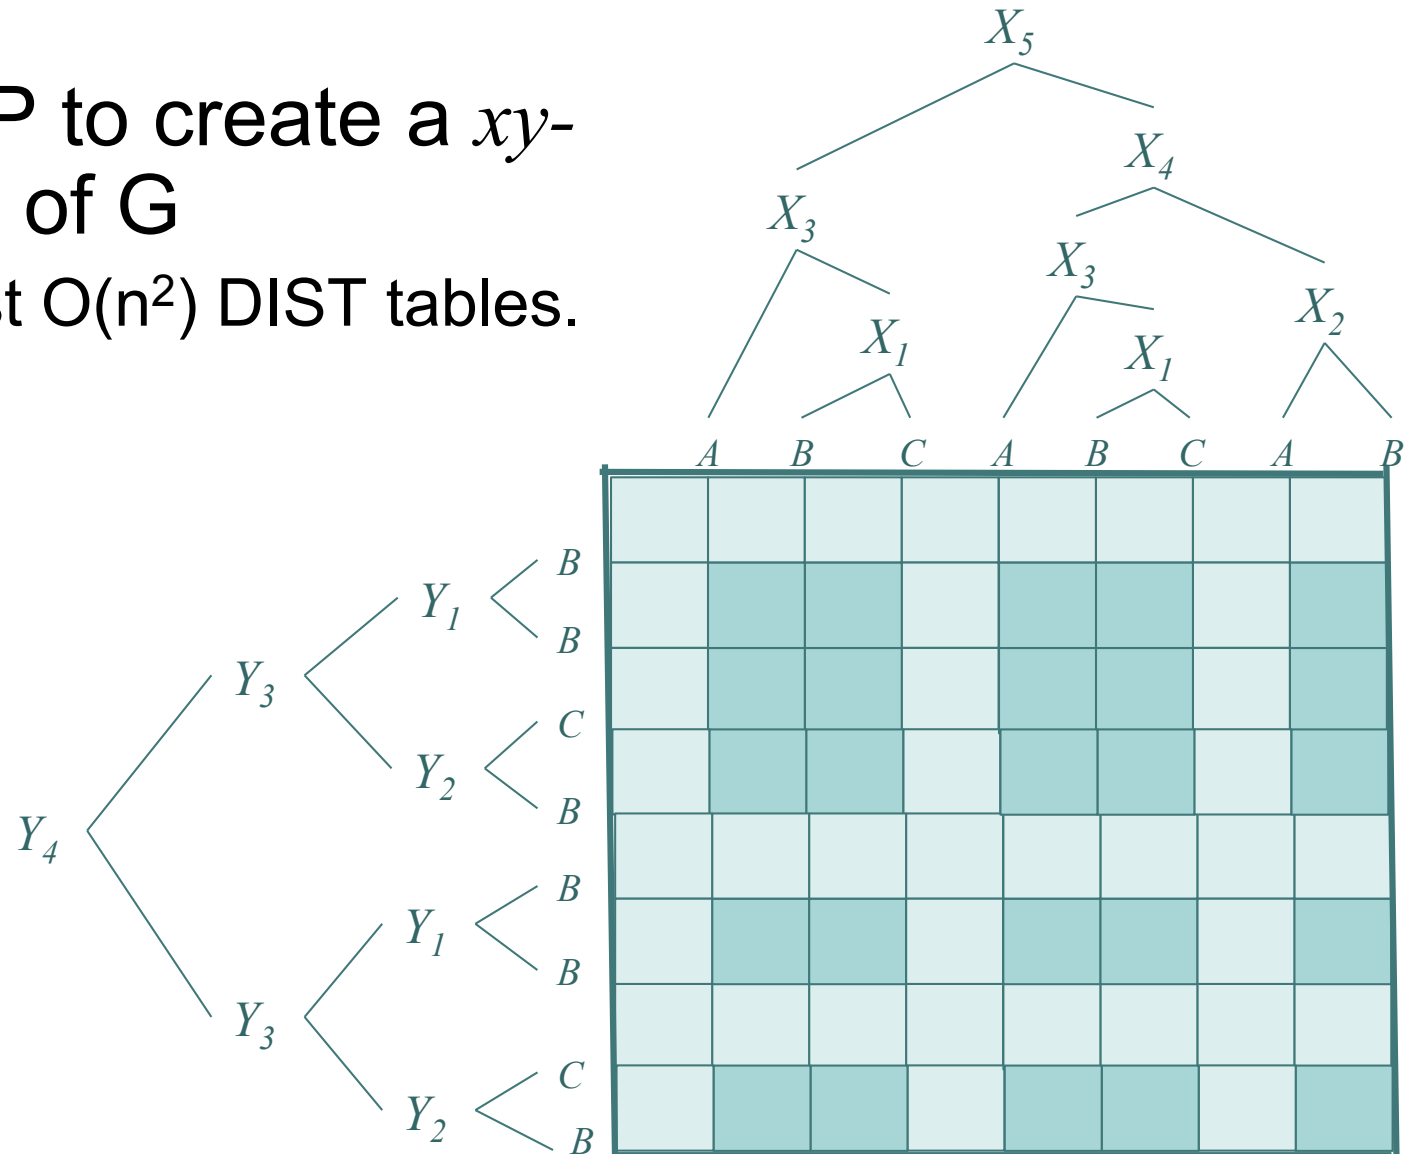 P to create a xy-
of G
st O(n²) DIST tables.
X₅
X₄
X₃
X₃
X₂
X₁
X₁
A B C A B C A B
B
Y₁
B
Y₃
C
Y₂
B
Y₄
B
Y₁
B
Y₃
C
Y₂
B